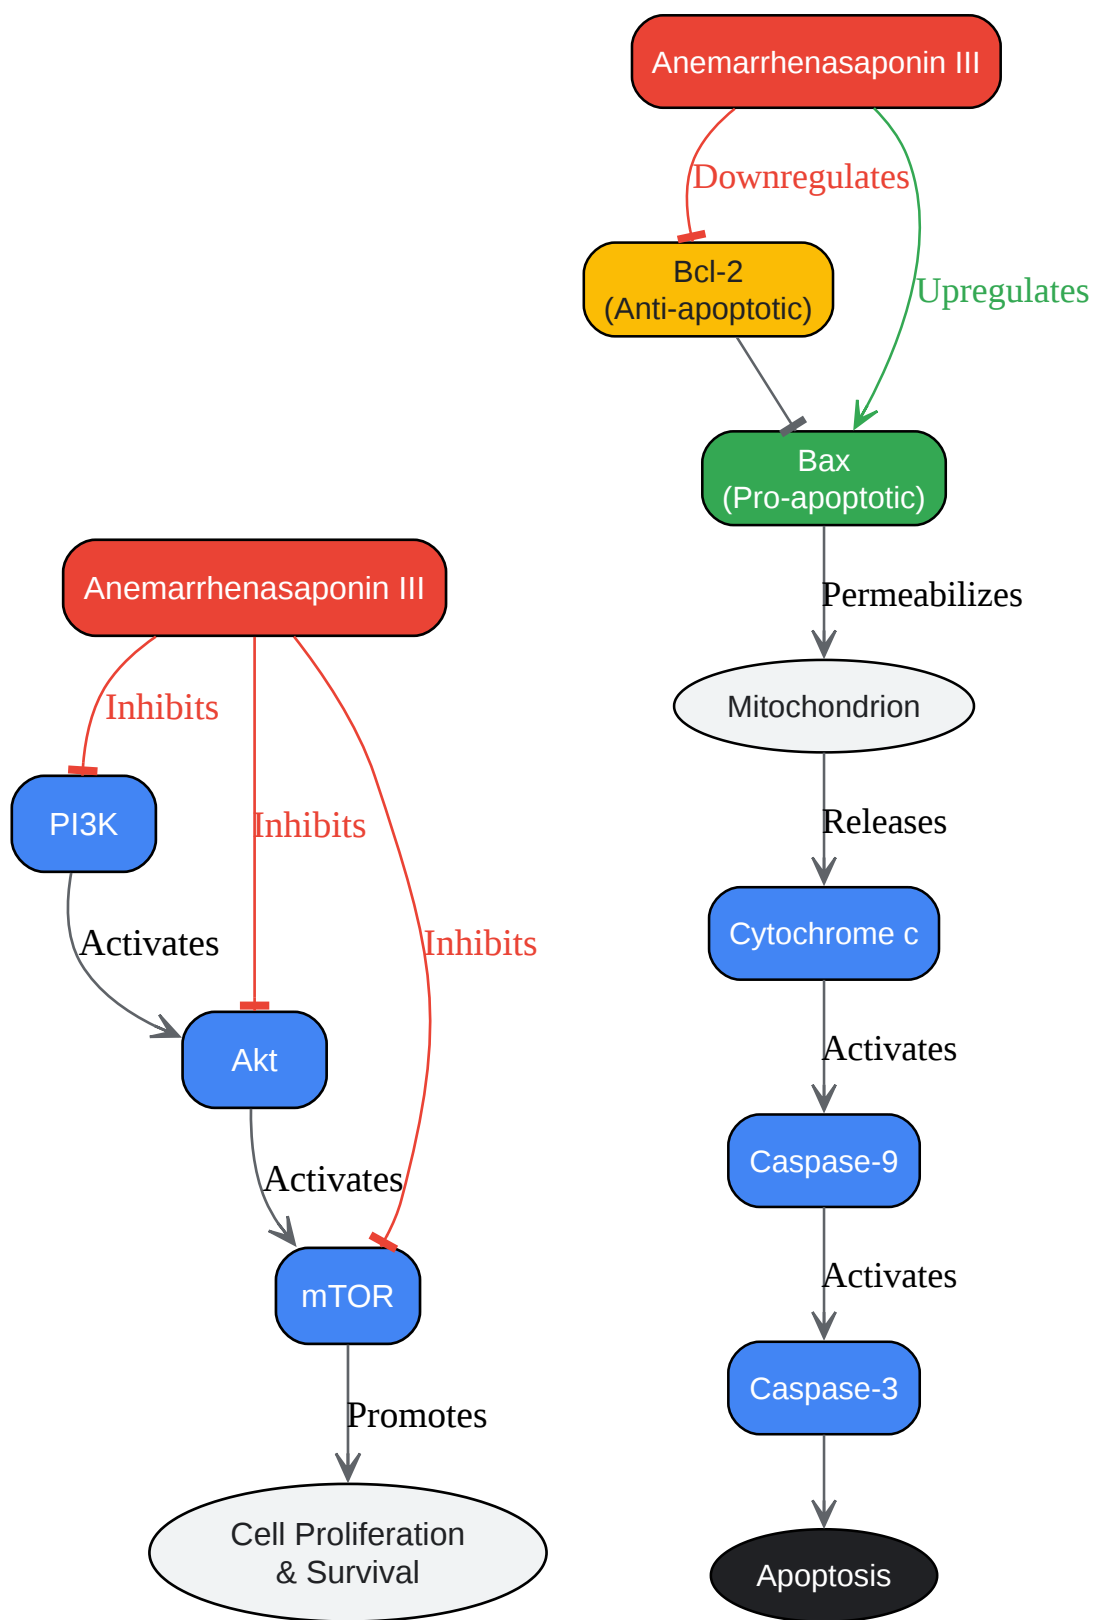 Anemarrhenasaponin III
Downregulates
Upregulates
Bcl-2
(Anti-apoptotic)
Bax
(Pro-apoptotic)
Permeabilizes
Mitochondrion
Releases
Cytochrome c
Activates
Caspase-9
Activates
Caspase-3
Apoptosis
Anemarrhenasaponin III
Inhibits
Inhibits
Inhibits
PI3K
Activates
Akt
Activates
mTOR
Promotes
Cell Proliferation
& Survival